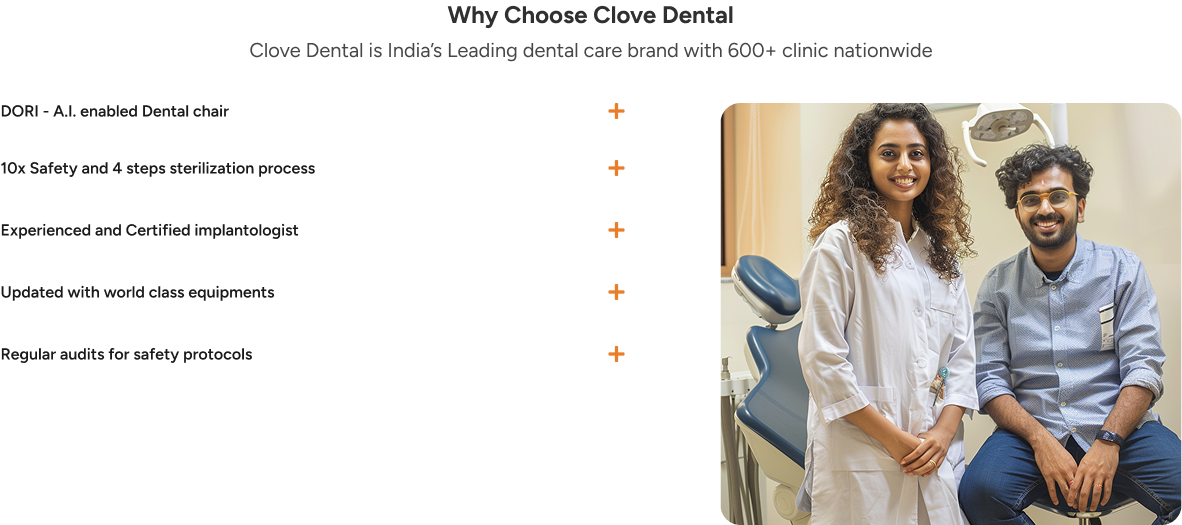 Why Choose Clove Dental
Clove Dental is India’s Leading dental care brand with 600+ clinic nationwide
DORI - A.I. enabled Dental chair
10x Safety and 4 steps sterilization process
Experienced and Certified implantologist
Updated with world class equipments
Regular audits for safety protocols